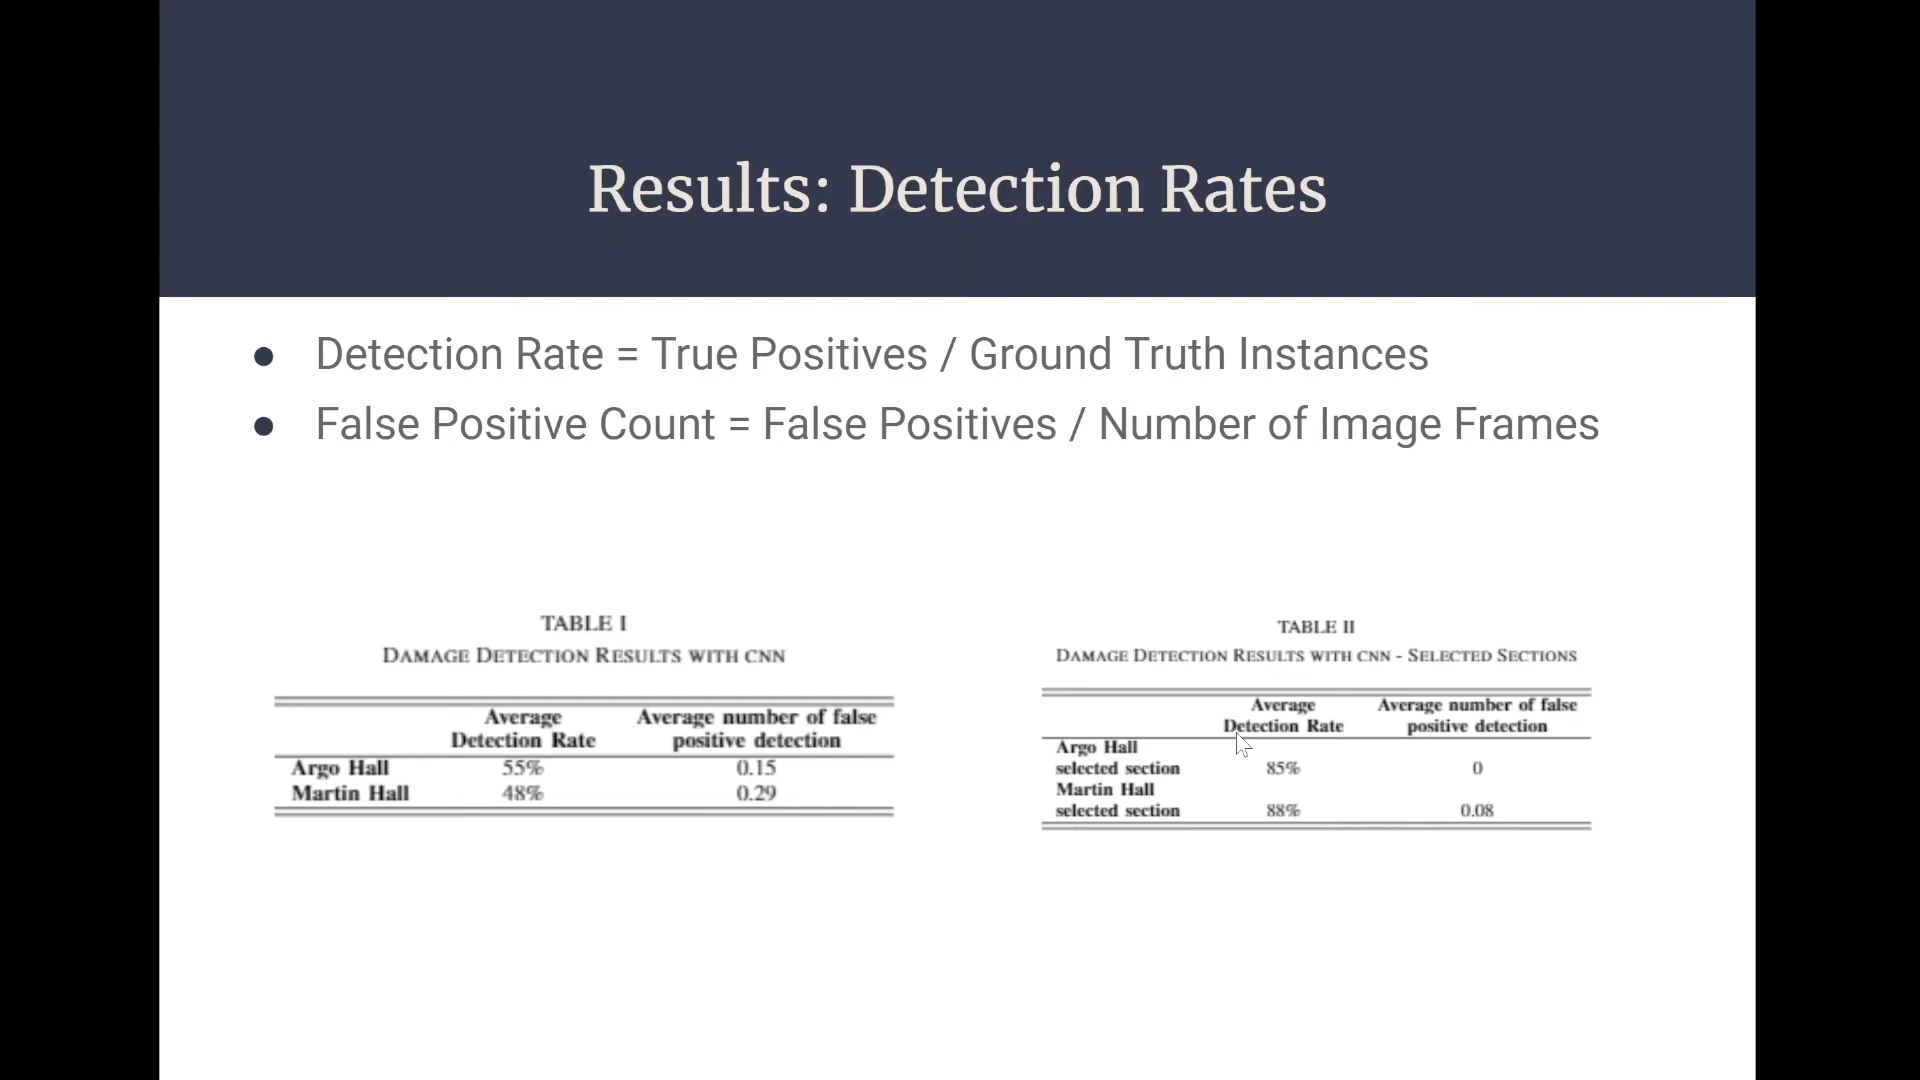 Results: Detection Rates
● Detection Rate = True Positives / Ground Truth Instances
● False Positive Count = False Positives / Number of Image Frames
TABLE I
DAMAGE DETECTION RESULTS WITH CNN
Average Average number of false
Detection Rate positive detection
Argo Hall 55% 0.15
Martin Hall 48% 0.29
TABLE II
DAMAGE DETECTION RESULTS WITH CNN - SELECTED SECTIONS
Average Average number of false
Detection Rate positive detection
Argo Hall
selected section 85% 0
Martin Hall
selected section 88% 0.08